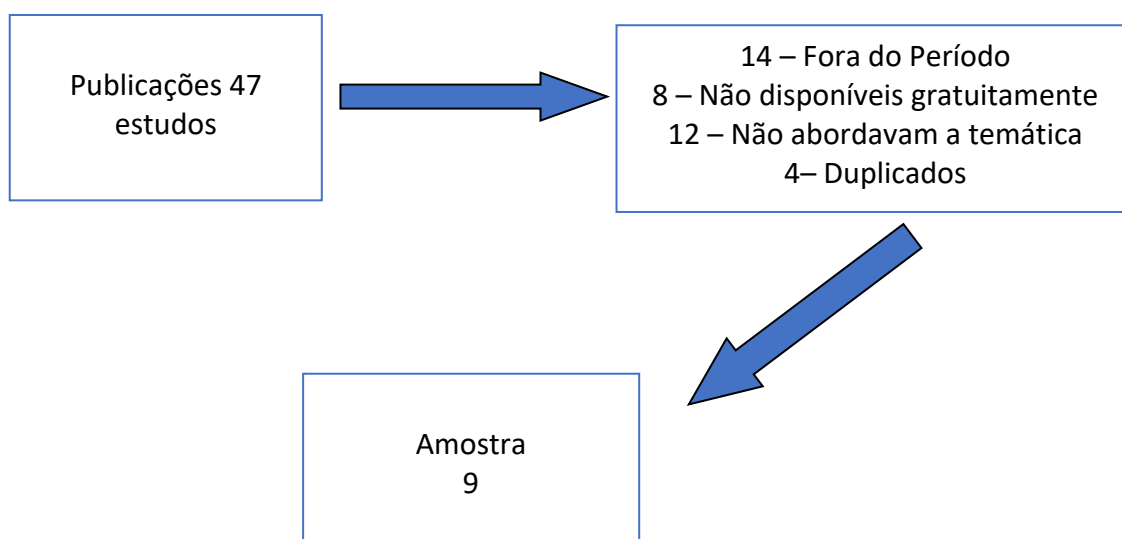 Publicações 47
estudos
14 – Fora do Período
8 – Não disponíveis gratuitamente
12 – Não abordavam a temática
4– Duplicados
Amostra
9